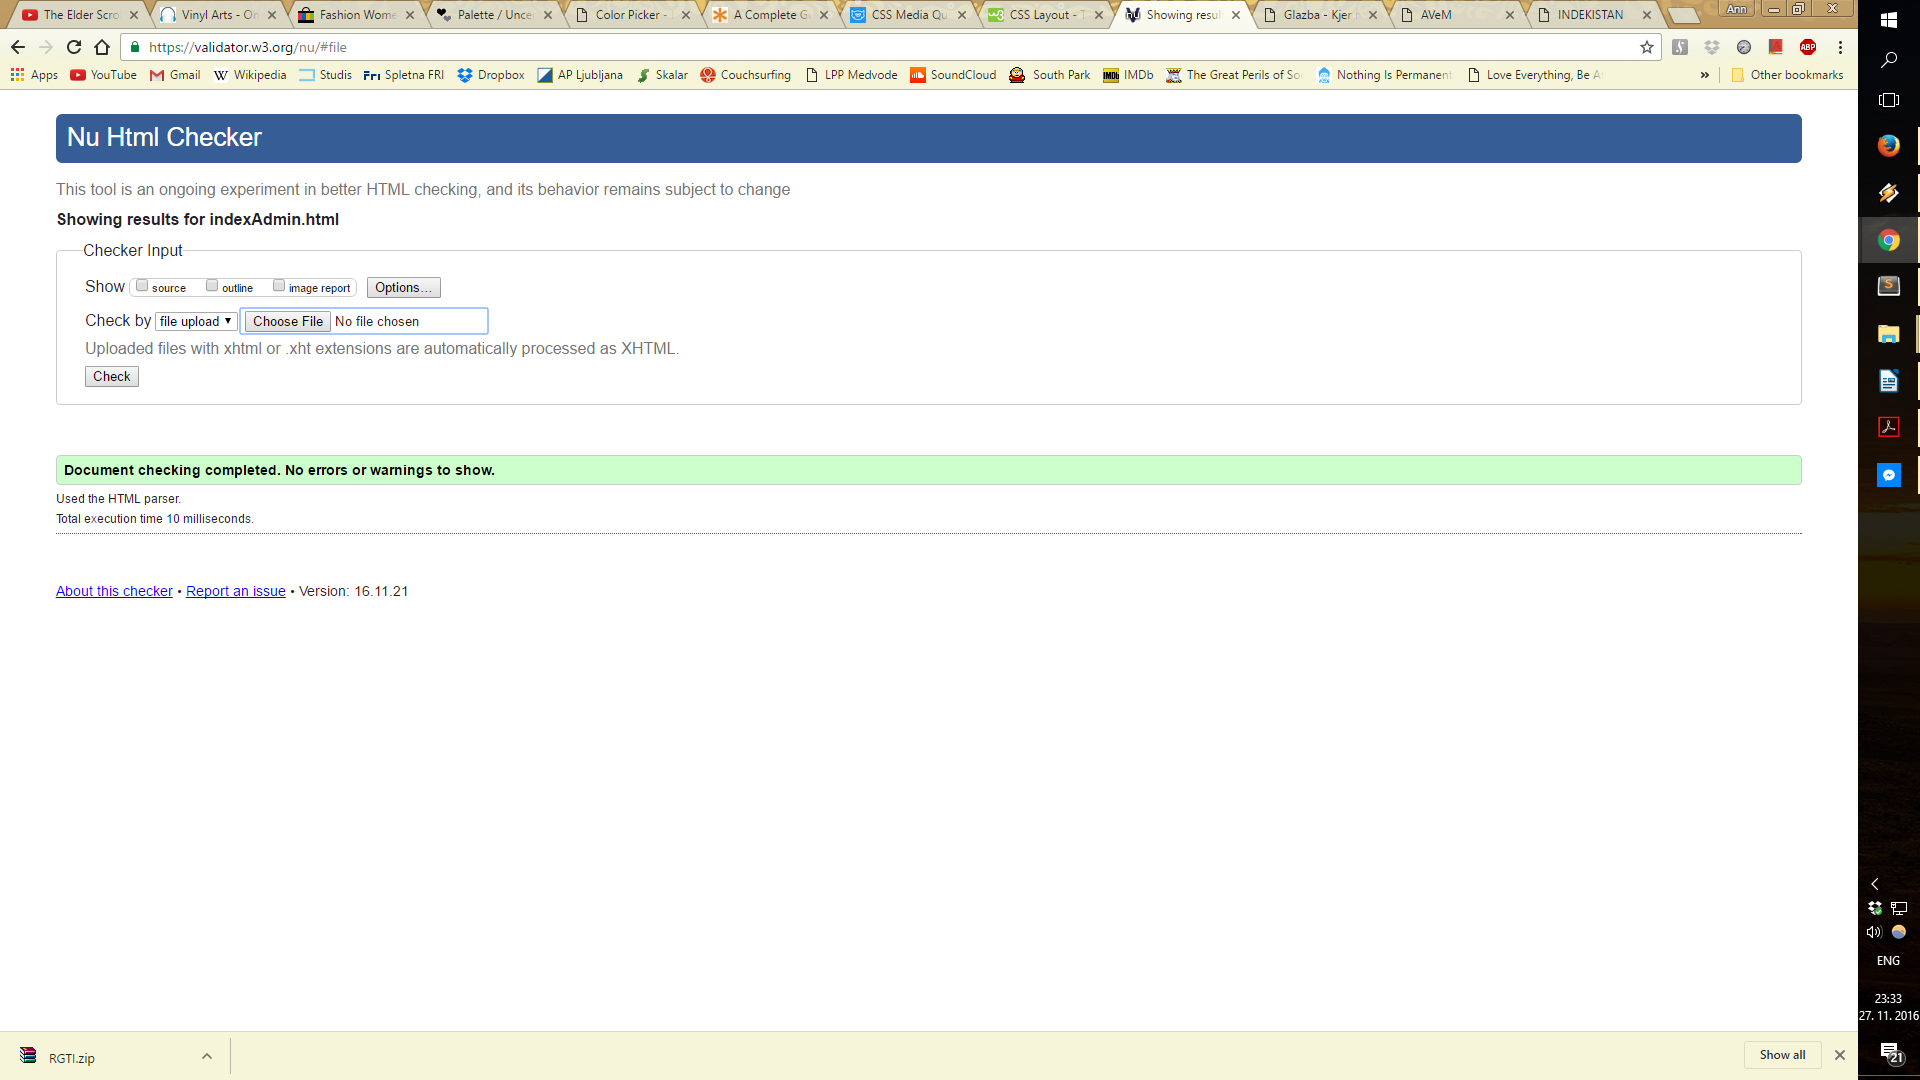 The Elder Scro
Vinyl Arts - On
Fashion Wome
Palette / Unce
Color Picker -
A Complete G
CSS Media Qu
CSS Layout - T
Showing resul
Glazba - Kjer
AVeM
INDEKISTAN
Ann
https://validator.w3.org/nu/#file
Apps
YouTube
Gmail
Wikipedia
Studis
Spletna FRI
Dropbox
AP Ljubljana
Skalar
Couchsurfing
LPP Medvode
SoundCloud
South Park
IMDb
The Great Perils of So
Nothing Is Permanent
Love Everything, Be A
»
Other bookmarks
Nu Html Checker
This tool is an ongoing experiment in better HTML checking, and its behavior remains subject to change
Showing results for indexAdmin.html
Checker Input
Show source outline image report Options...
Check by file upload Choose File No file chosen
Uploaded files with xhtml or .xht extensions are automatically processed as XHTML.
Check
Document checking completed. No errors or warnings to show.
Used the HTML parser.
Total execution time 10 milliseconds.
About this checker • Report an issue • Version: 16.11.21
ENG
23:33
27. 11. 2016
21
RGTI.zip
Show all